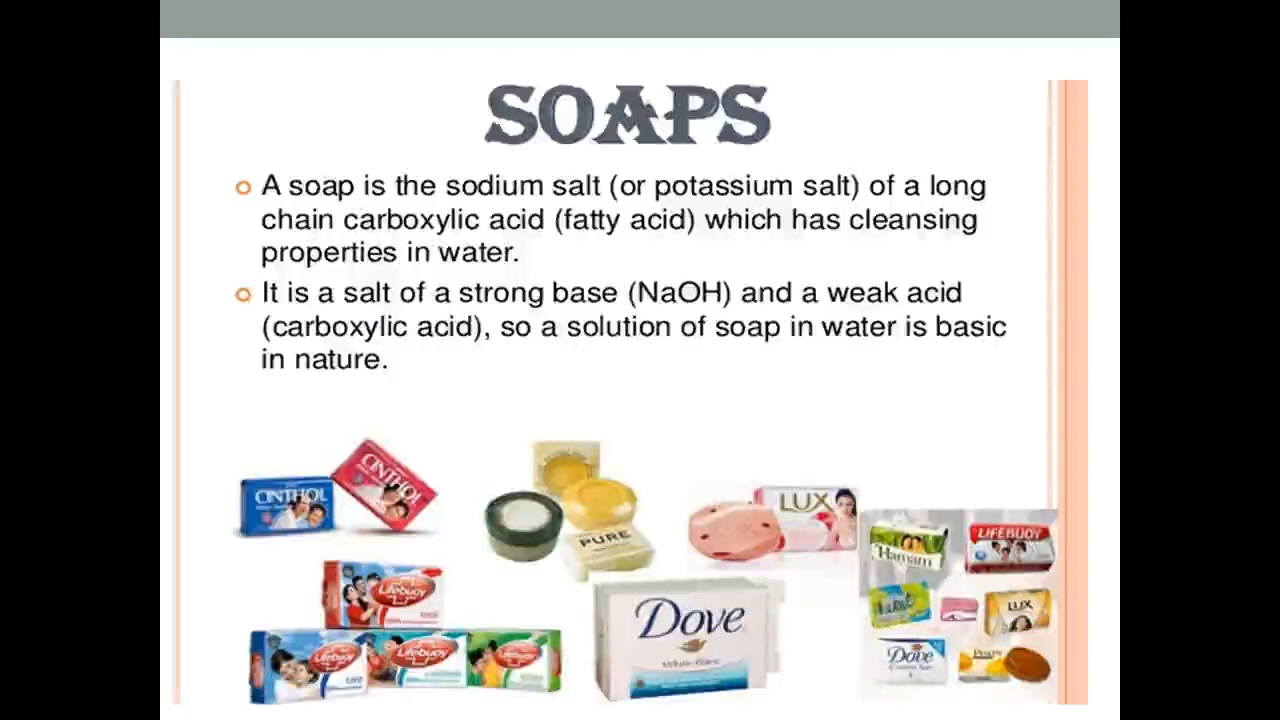 SOAPS
A soap is the sodium salt (or potassium salt) of a long
chain carboxylic acid (fatty acid) which has cleansing
properties in water.
It is a salt of a strong base (NaOH) and a weak acid
(carboxylic acid), so a solution of soap in water is basic
in nature.
CINTHOL
CINTHOL
PURE
LUX
Hamam
LIFEBUOY
Lifebuoy
LUX
Lifebuoy
Lifebuoy
Lifebuoy
Dove
Dove
Pears